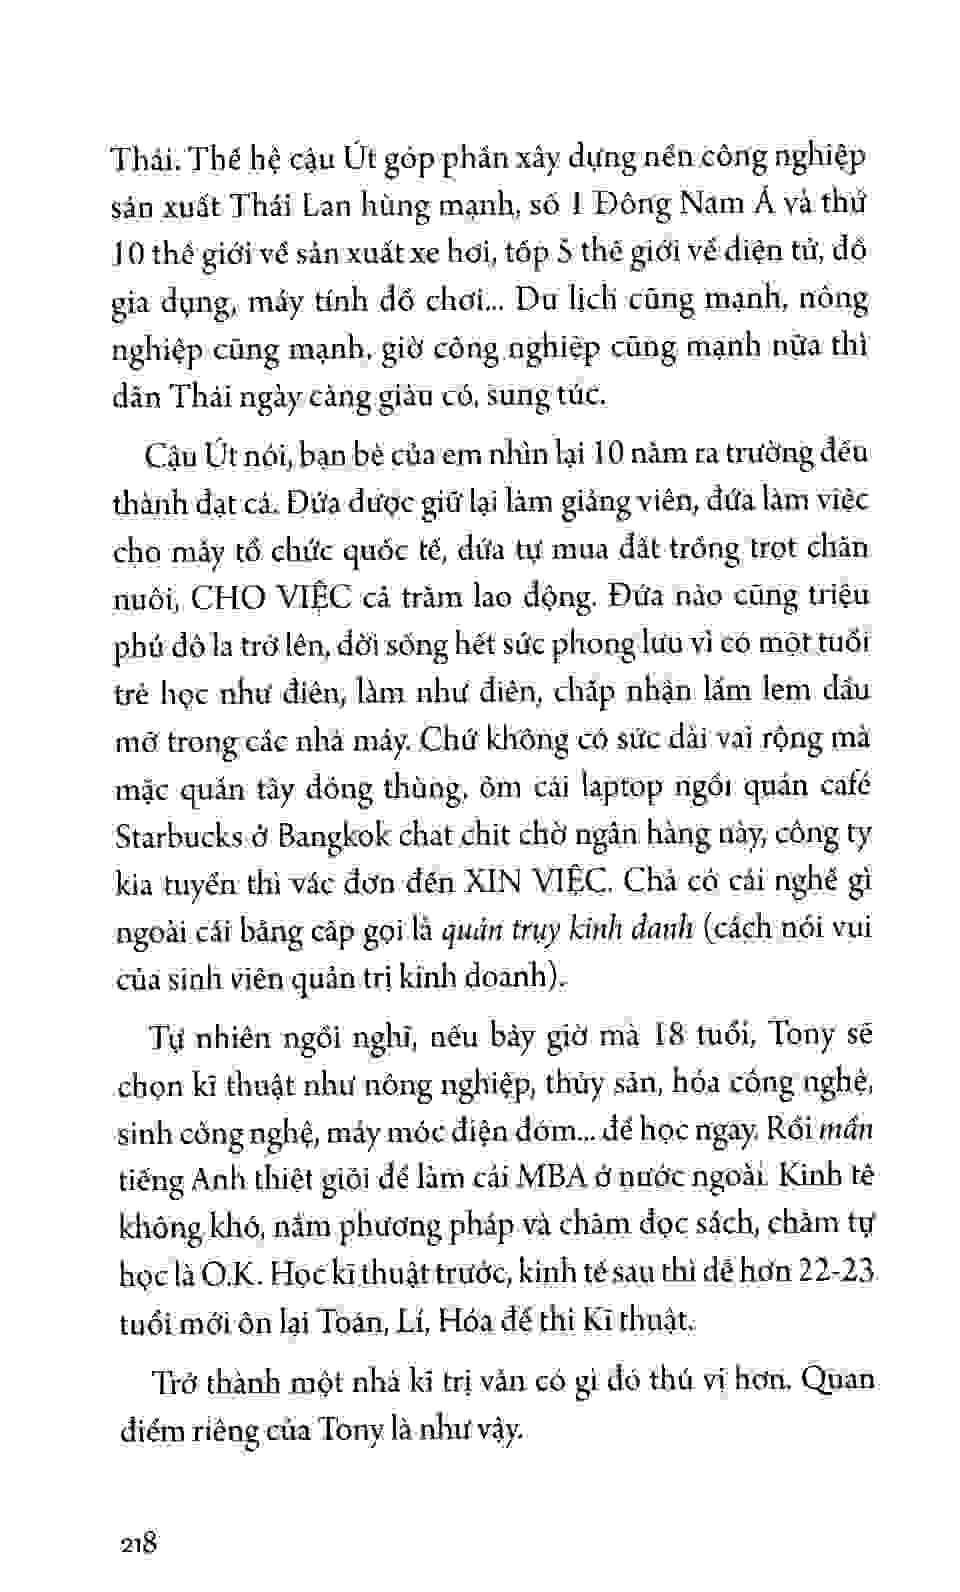 Thái. Thế hệ cậu Út góp phần xây dựng nền công nghiệp
sản xuất Thái Lan hùng mạnh, số 1 Đông Nam Á và thứ
10 thế giới về sản xuất xe hơi, tốp 5 thế giới về điện tử, đồ
gia dụng, máy tính đồ chơi... Du lịch cũng mạnh, nông
nghiệp cũng mạnh, giờ công nghiệp cũng mạnh nữa thì
dân Thái ngày càng giàu có, sung túc.
Cậu Út nói, bạn bè của em nhìn lại 10 năm ra trường đều
thành đạt cả. Đứa được giữ lại làm giảng viên, đứa làm việc
cho mấy tổ chức quốc tế, đứa tự mua đất trồng trọt chăn
nuôi, CHO VIỆC cả trăm lao động. Đứa nào cũng triệu
phú đô la trở lên, đời sống hết sức phong lưu vì có một tuổi
trẻ học như điên, làm như điên, chấp nhận lấm lem dầu
mỡ trong các nhà máy. Chứ không có sức dài vai rộng mà
mặc quần tây đóng thùng, ôm cái laptop ngồi quán café
Starbucks ở Bangkok chat chit chờ ngân hàng này, công ty
kia tuyển thì vác đơn đến XIN VIỆC. Chả có cái nghề gì
ngoài cái bằng cấp gọi là quản trụy kinh danh (cách nói vui
của sinh viên quản trị kinh doanh).
Tự nhiên ngồi nghĩ, nếu bây giờ mà 18 tuổi, Tony sẽ
chọn kĩ thuật như nông nghiệp, thủy sản, hóa công nghệ,
sinh công nghệ, máy móc điện đóm... để học ngay. Rồi mần
tiếng Anh thiệt giỏi để làm cái MBA ở nước ngoài. Kinh tế
không khó, nắm phương pháp và chăm đọc sách, chăm tự
học là O.K. Học kĩ thuật trước, kinh tế sau thì dễ hơn 22-23
tuổi mới ôn lại Toán, Lí, Hóa để thi Kĩ thuật.
Trở thành một nhà kĩ trị vẫn có gì đó thú vị hơn. Quan
điểm riêng của Tony là như vậy.
218